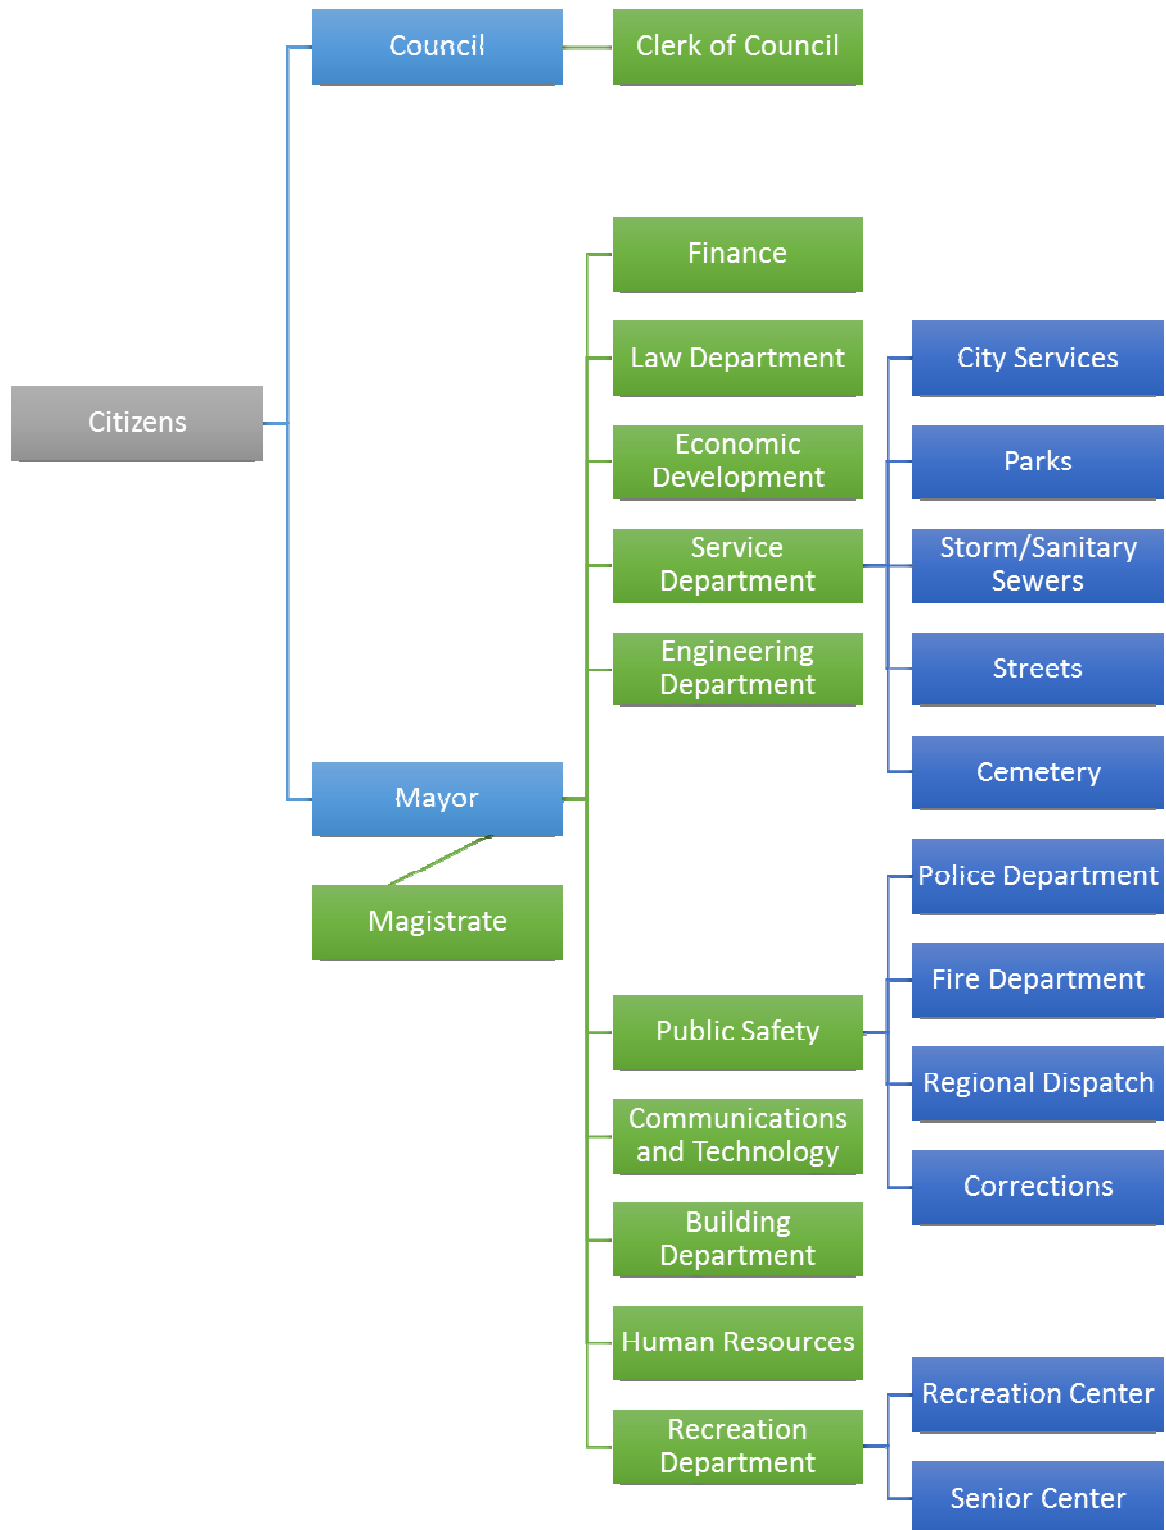 Council
Clerk of Council
Finance
Law Department
City Services
Citizens
Economic
Development
Parks
Service
Department
Storm/Sanitary
Sewers
Engineering
Department
Streets
Mayor
Cemetery
Magistrate
Police Department
Fire Department
Public Safety
Regional Dispatch
Communications
and Technology
Corrections
Building
Department
Human Resources
Recreation Center
Recreation
Department
Senior Center